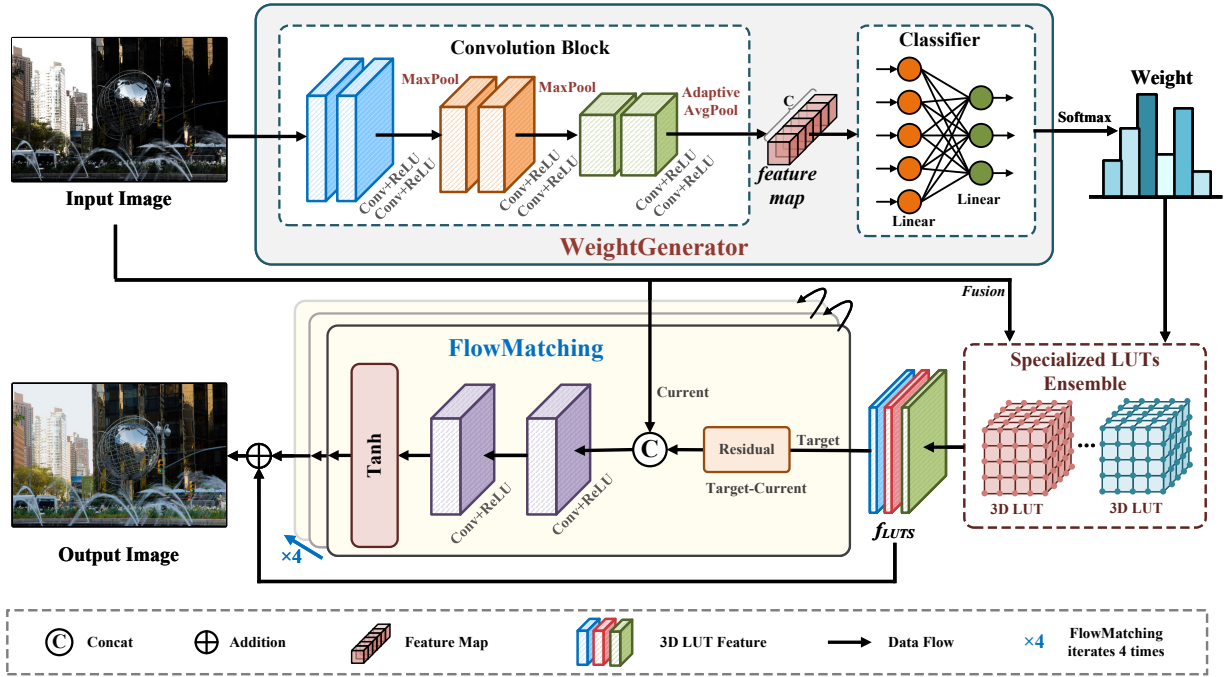 Convolution Block
MaxPool
MaxPool
Adaptive
AvgPool
Conv+ReLU
Conv+ReLU
Conv+ReLU
Conv+ReLU
Conv+ReLU
Conv+ReLU
C
feature
map
Classifier
Linear
Linear
Softmax
Weight
Input Image
WeightGenerator
Fusion
FlowMatching
Current
Specialized LUTs
Ensemble
...
3D LUT
3D LUT
Tanh
Conv+ReLU
Conv+ReLU
C
Residual
Target
Target-Current
fLUTS
×4
Output Image
C
Concat
Addition
Feature Map
3D LUT Feature
Data Flow
×4
FlowMatching
iterates 4 times